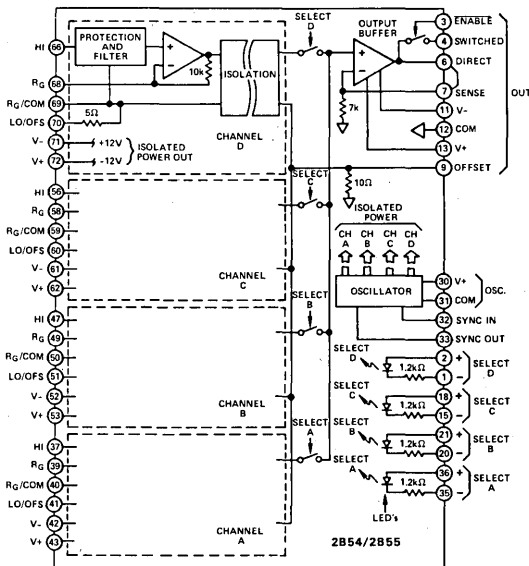 SELECT
D
OUTPUT
BUFFER
3 ENABLE
4 SWITCHED
6 DIRECT
7 SENSE
11 V-
12 COM
13 V+
9 OFFSET
OUT
HI 66
PROTECTION
AND
FILTER
+
-
10k
ISOLATION
RG 68
RG/COM 69
LO/OFS 70
5Ω
V- 71
V+ 72
+12V
-12V
ISOLATED
POWER OUT
CHANNEL
D
+
-
7k
10Ω
HI 56
RG 58
RG/COM 59
LO/OFS 60
V- 61
V+ 62
CHANNEL
C
SELECT
C
HI 47
RG 49
RG/COM 50
LO/OFS 51
V- 52
V+ 53
CHANNEL
B
SELECT
B
HI 37
RG 39
RG/COM 40
LO/OFS 41
V- 42
V+ 43
CHANNEL
A
SELECT
A
ISOLATED
POWER
CH
A
CH
B
CH
C
CH
D
OSCILLATOR
30 V+
31 COM
OSC.
32 SYNC IN
33 SYNC OUT
SELECT
D
1.2kΩ
2 +
1 -
SELECT
D
SELECT
C
1.2kΩ
18 +
15 -
SELECT
C
SELECT
B
1.2kΩ
21 +
20 -
SELECT
B
SELECT
A
1.2kΩ
36 +
35 -
SELECT
A
LED's
2B54/2B55